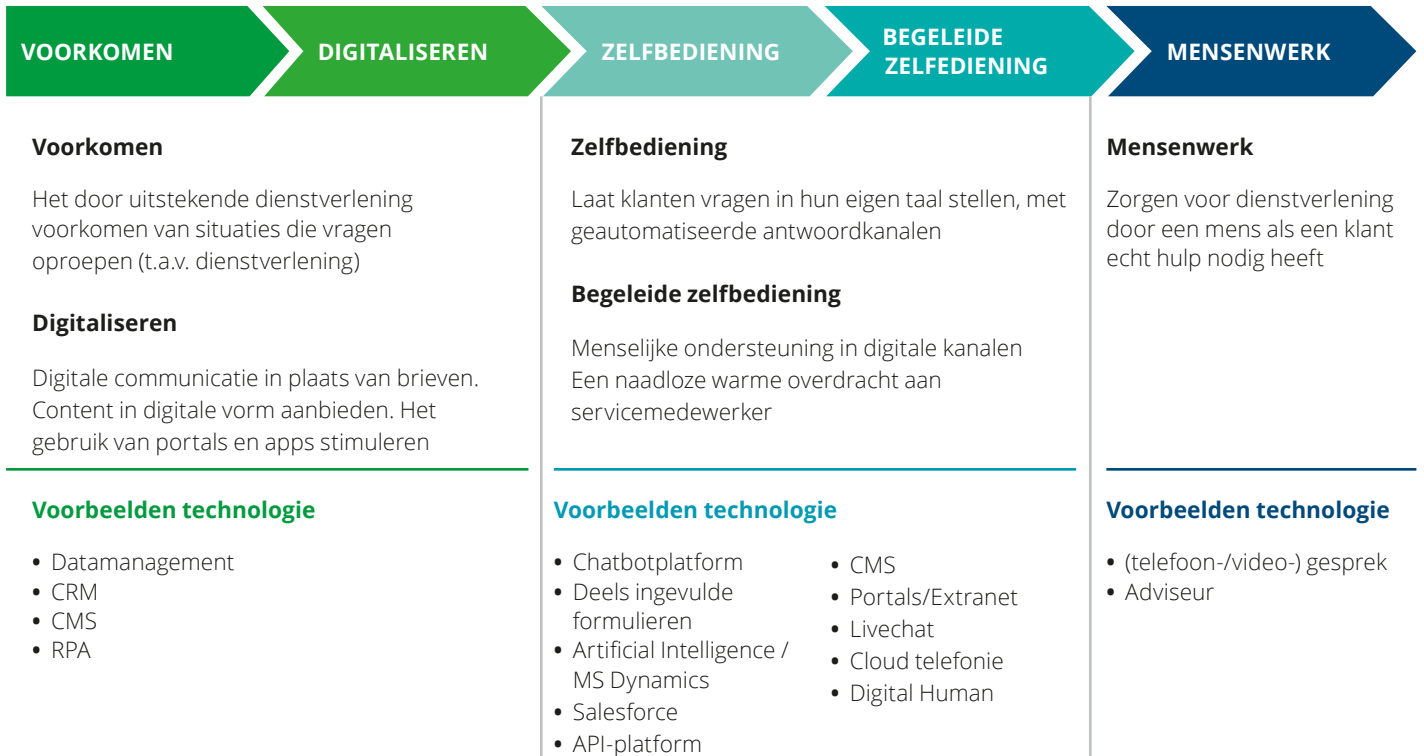 VOORKOMEN
DIGITALISEREN
ZELFBEDIENING
BEGELEIDE
ZELFEDIENING
MENSENWERK
Voorkomen
Het door uitstekende dienstverlening
voorkomen van situaties die vragen
oproepen (t.a.v. dienstverlening)
Digitaliseren
Digitale communicatie in plaats van brieven.
Content in digitale vorm aanbieden. Het
gebruik van portals en apps stimuleren
Zelfbediening
Laat klanten vragen in hun eigen taal stellen, met
geautomatiseerde antwoordkanalen
Begeleide zelfbediening
Menselijke ondersteuning in digitale kanalen
Een naadloze warme overdracht aan
servicemedewerker
Mensenwerk
Zorgen voor dienstverlening
door een mens als een klant
echt hulp nodig heeft
Voorbeelden technologie
• Datamanagement
• CRM
• CMS
• RPA
Voorbeelden technologie
• Chatbotplatform
• Deels ingevulde
formulieren
• Artificial Intelligence /
MS Dynamics
• Salesforce
• API-platform
• CMS
• Portals/Extranet
• Livechat
• Cloud telefonie
• Digital Human
Voorbeelden technologie
• (telefoon-/video-) gesprek
• Adviseur